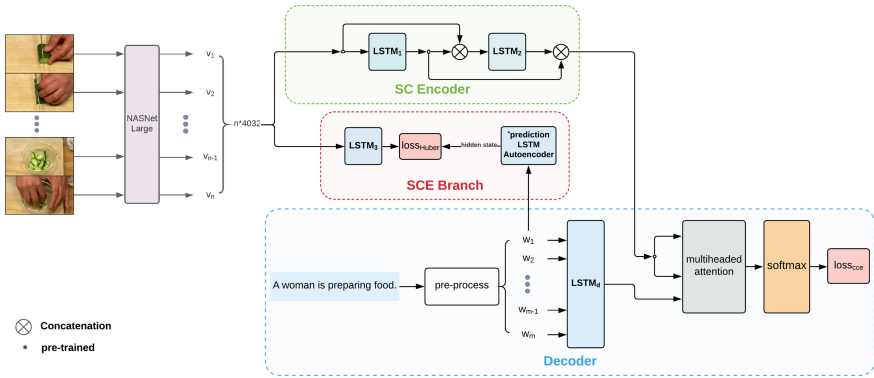 NASNet
Large
v1
v2
vn-1
vn
n*4032
LSTM1
LSTM2
SC Encoder
LSTM3
lossHuber
hidden state
*prediction
LSTM
Autoencoder
SCE Branch
A woman is preparing food.
pre-process
w1
w2
wm-1
wm
LSTMd
multiheaded
attention
softmax
losscce
Decoder
Concatenation
* pre-trained